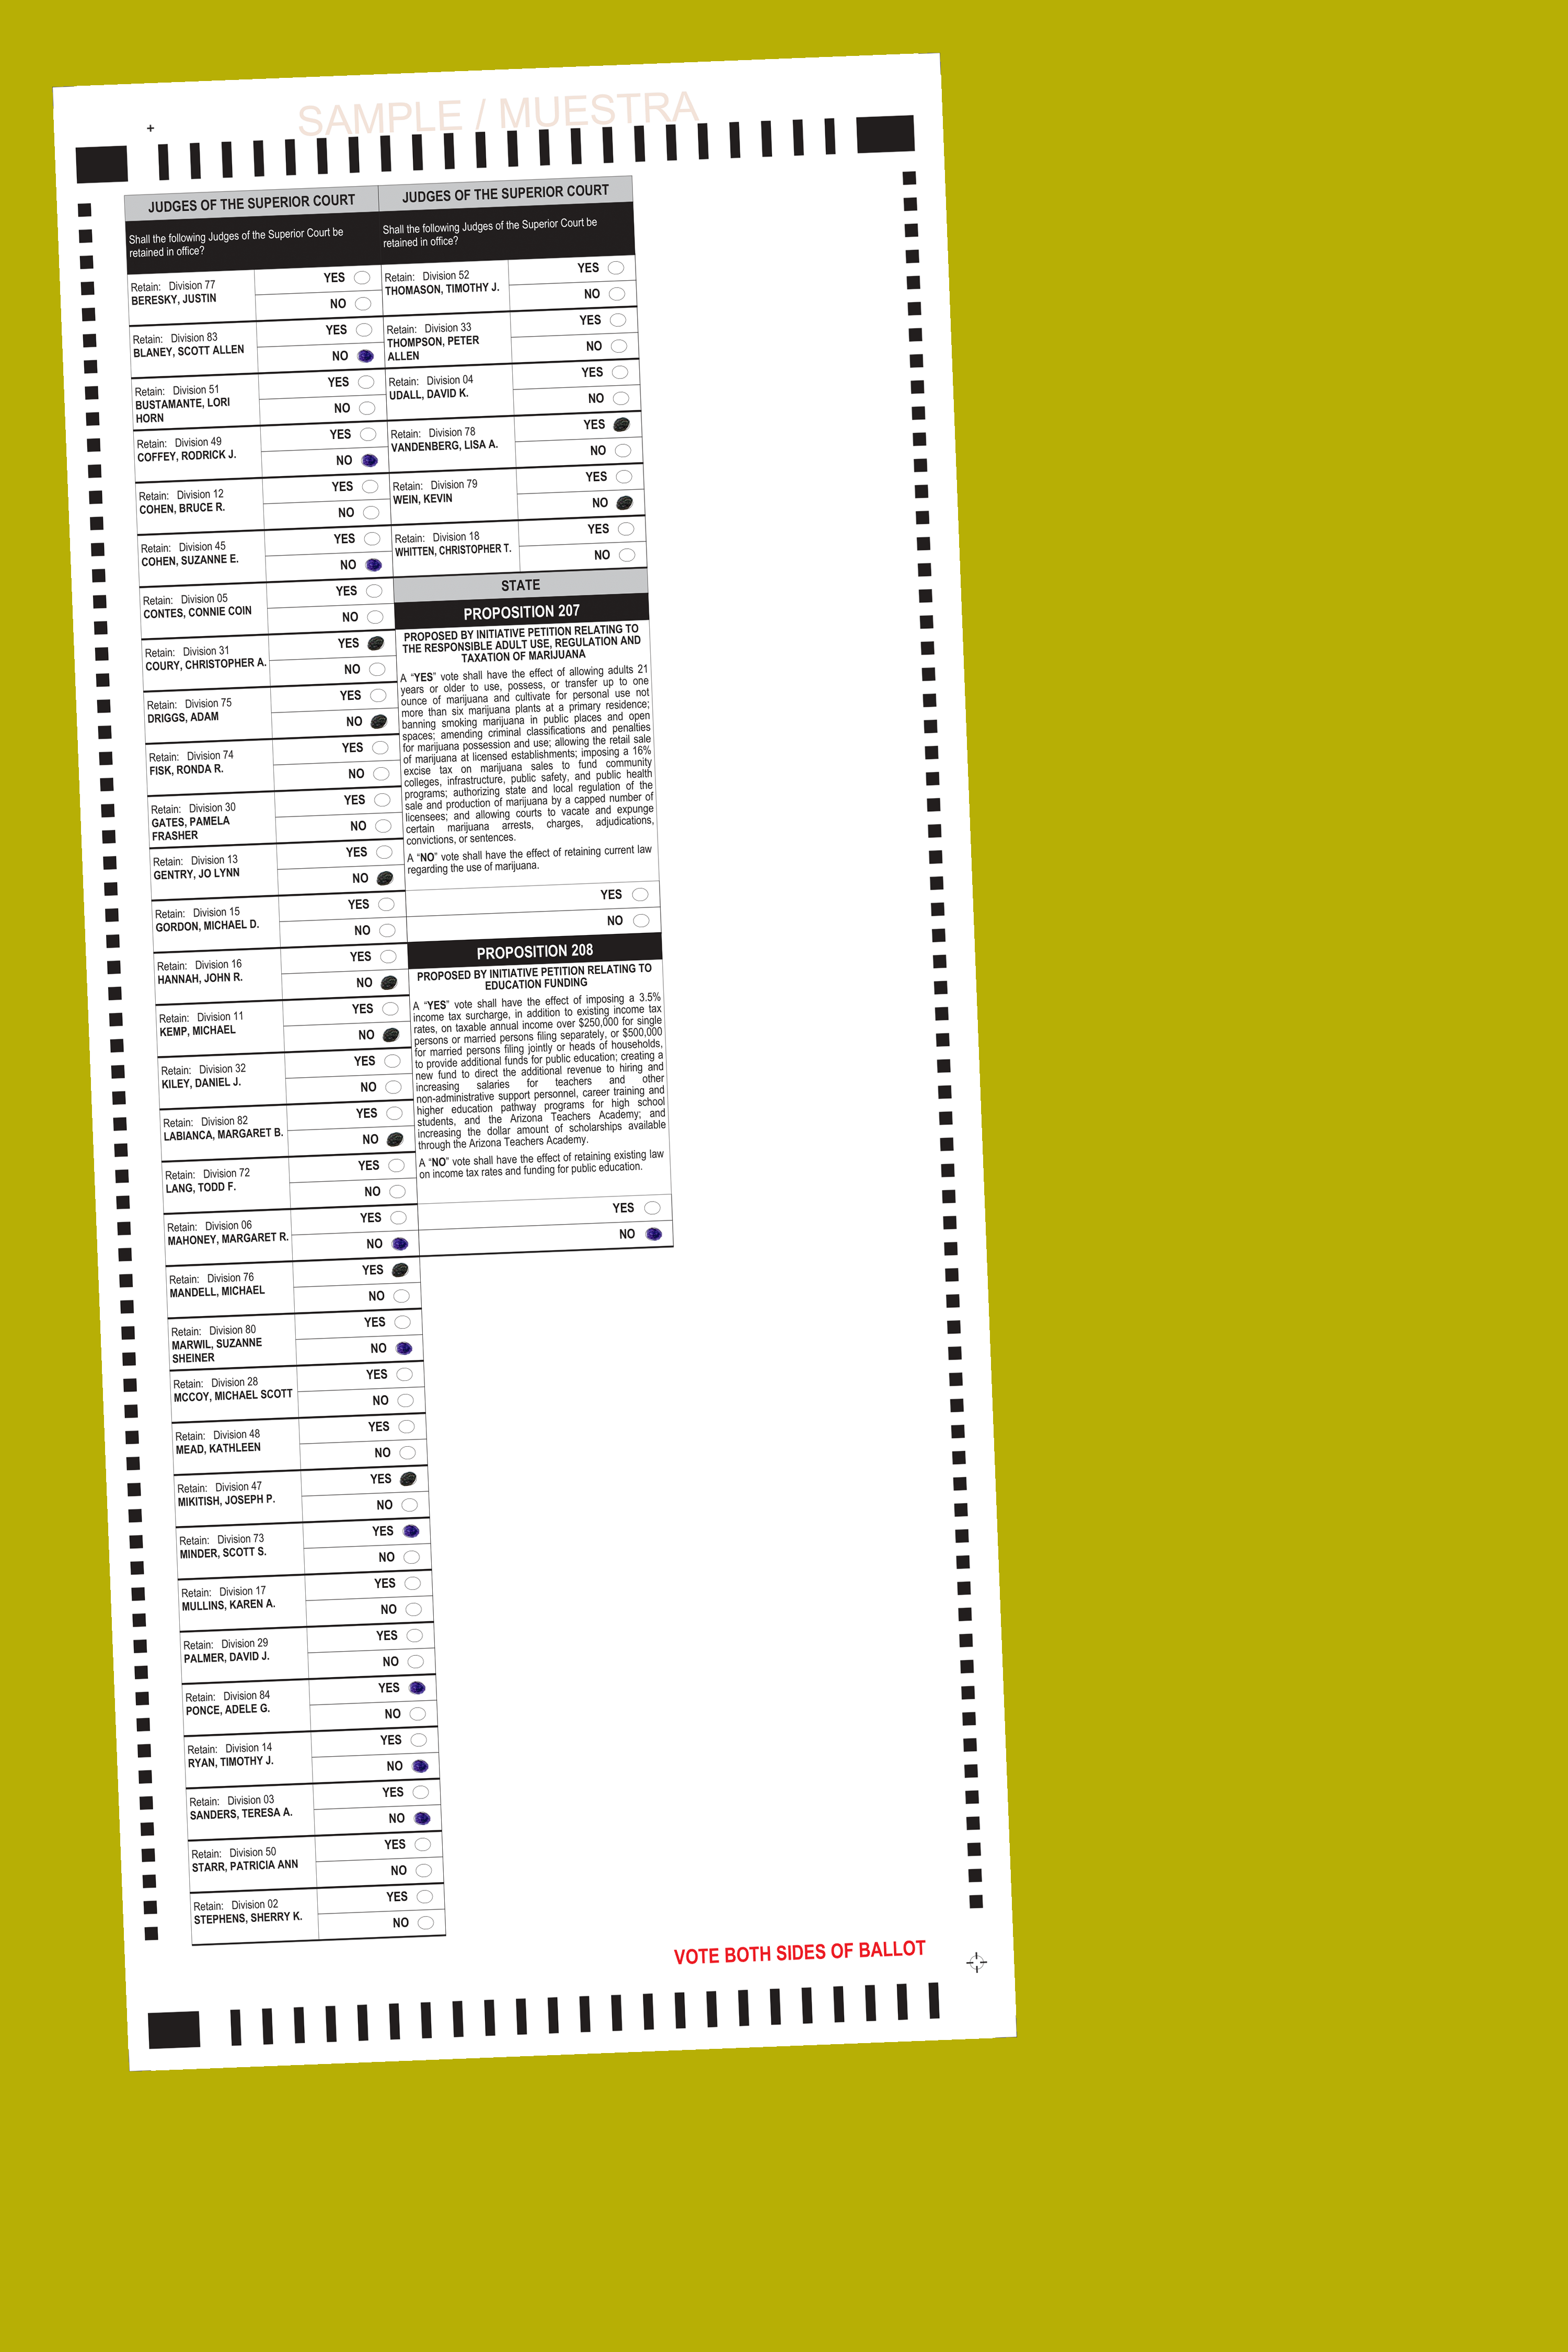 SAMPLE / MUESTRA
JUDGES OF THE SUPERIOR COURT
Shall the following Judges of the Superior Court be
retained in office?
Retain: Division 77
BERESKY, JUSTIN
YES
NO
Retain: Division 83
BLANEY, SCOTT ALLEN
YES
NO
Retain: Division 51
BUSTAMANTE, LORI
HORN
YES
NO
Retain: Division 49
COFFEY, RODRICK J.
YES
NO
Retain: Division 12
COHEN, BRUCE R.
YES
NO
Retain: Division 45
COHEN, SUZANNE E.
YES
NO
Retain: Division 05
CONTES, CONNIE COIN
YES
NO
Retain: Division 31
COURY, CHRISTOPHER A.
YES
NO
Retain: Division 75
DRIGGS, ADAM
YES
NO
Retain: Division 74
FISK, RONDA R.
YES
NO
Retain: Division 30
GATES, PAMELA
FRASHER
YES
NO
Retain: Division 13
GENTRY, JO LYNN
YES
NO
Retain: Division 15
GORDON, MICHAEL D.
YES
NO
Retain: Division 16
HANNAH, JOHN R.
YES
NO
Retain: Division 11
KEMP, MICHAEL
YES
NO
Retain: Division 32
KILEY, DANIEL J.
YES
NO
Retain: Division 82
LABIANCA, MARGARET B.
YES
NO
Retain: Division 72
LANG, TODD F.
YES
NO
Retain: Division 06
MAHONEY, MARGARET R.
YES
NO
Retain: Division 76
MANDELL, MICHAEL
YES
NO
Retain: Division 80
MARWIL, SUZANNE
SHEINER
YES
NO
Retain: Division 28
MCCOY, MICHAEL SCOTT
YES
NO
Retain: Division 48
MEAD, KATHLEEN
YES
NO
Retain: Division 47
MIKITISH, JOSEPH P.
YES
NO
Retain: Division 73
MINDER, SCOTT S.
YES
NO
Retain: Division 17
MULLINS, KAREN A.
YES
NO
Retain: Division 29
PALMER, DAVID J.
YES
NO
Retain: Division 84
PONCE, ADELE G.
YES
NO
Retain: Division 14
RYAN, TIMOTHY J.
YES
NO
Retain: Division 03
SANDERS, TERESA A.
YES
NO
Retain: Division 50
STARR, PATRICIA ANN
YES
NO
Retain: Division 02
STEPHENS, SHERRY K.
YES
NO
JUDGES OF THE SUPERIOR COURT
Shall the following Judges of the Superior Court be
retained in office?
Retain: Division 52
THOMASON, TIMOTHY J.
YES
NO
Retain: Division 33
THOMPSON, PETER
ALLEN
YES
NO
Retain: Division 04
UDALL, DAVID K.
YES
NO
Retain: Division 78
VANDENBERG, LISA A.
YES
NO
Retain: Division 79
WEIN, KEVIN
YES
NO
Retain: Division 18
WHITTEN, CHRISTOPHER T.
YES
NO
STATE
PROPOSITION 207
PROPOSED BY INITIATIVE PETITION RELATING TO
THE RESPONSIBLE ADULT USE, REGULATION AND
TAXATION OF MARIJUANA
A “YES” vote shall have the effect of allowing adults 21
years or older to use, possess, or transfer up to one
ounce of marijuana and cultivate for personal use not
more than six marijuana plants at a primary residence;
banning smoking marijuana in public places and open
spaces; amending criminal classifications and penalties
for marijuana possession and use; allowing the retail sale
of marijuana at licensed establishments; imposing a 16%
excise tax on marijuana sales to fund community
colleges, infrastructure, public safety, and public health
programs; authorizing state and local regulation of the
sale and production of marijuana by a capped number of
licensees; and allowing courts to vacate and expunge
certain marijuana arrests, charges, adjudications,
convictions, or sentences.
A “NO” vote shall have the effect of retaining current law
regarding the use of marijuana.
YES
NO
PROPOSITION 208
PROPOSED BY INITIATIVE PETITION RELATING TO
EDUCATION FUNDING
A “YES” vote shall have the effect of imposing a 3.5%
income tax surcharge, in addition to existing income tax
rates, on taxable annual income over $250,000 for single
persons or married persons filing separately, or $500,000
for married persons filing jointly or heads of households,
to provide additional funds for public education; creating a
new fund to direct the additional revenue to hiring and
increasing salaries for teachers and other
non-administrative support personnel, career training and
higher education pathway programs for high school
students, and the Arizona Teachers Academy; and
increasing the dollar amount of scholarships available
through the Arizona Teachers Academy.
A “NO” vote shall have the effect of retaining existing law
on income tax rates and funding for public education.
YES
NO
VOTE BOTH SIDES OF BALLOT